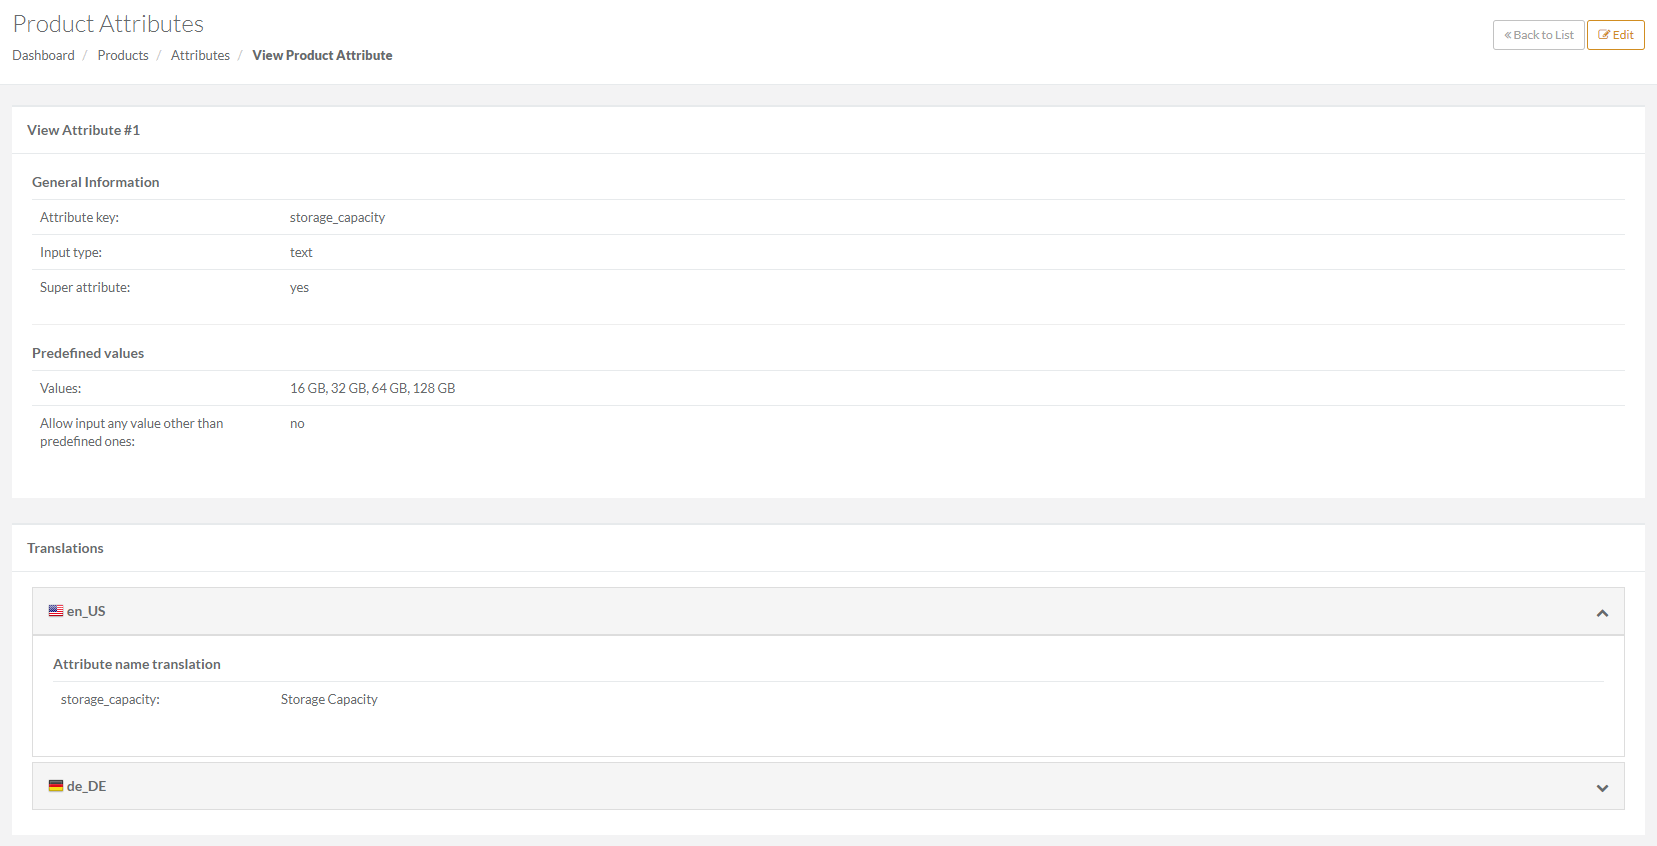 Product Attributes
Dashboard / Products / Attributes / View Product Attribute
« Back to List
Edit
View Attribute #1
General Information
Attribute key: storage_capacity
Input type: text
Super attribute: yes
Predefined values
Values: 16 GB, 32 GB, 64 GB, 128 GB
Allow input any value other than no
predefined ones:
Translations
en_US
Attribute name translation
storage_capacity: Storage Capacity
de_DE